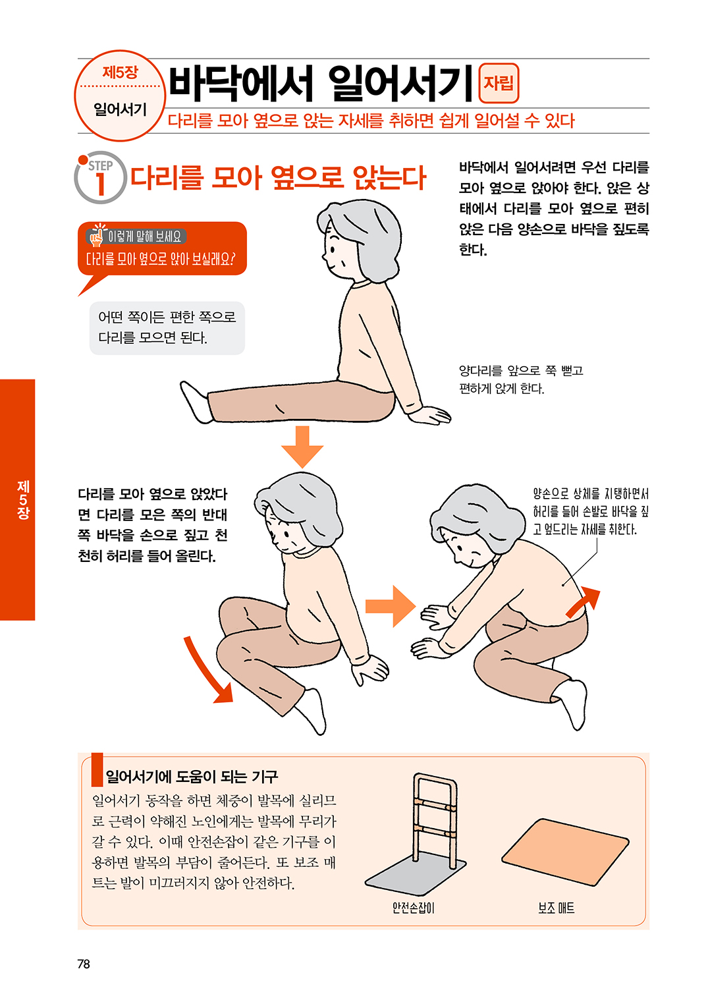 제5장
일어서기
바닥에서 일어서기 자립
다리를 모아 옆으로 앉는 자세를 취하면 쉽게 일어설 수 있다
STEP
1
다리를 모아 옆으로 앉는다
바닥에서 일어서려면 우선 다리를
모아 옆으로 앉아야 한다. 앉은 상
태에서 다리를 모아 옆으로 편히
앉은 다음 양손으로 바닥을 짚도록
한다.
이렇게 말해 보세요
다리를 모아 옆으로 앉아 보실래요?
어떤 쪽이든 편한 쪽으로
다리를 모으면 된다.
양다리를 앞으로 쭉 뻗고
편하게 앉게 한다.
제
5
장
다리를 모아 옆으로 앉았다
면 다리를 모은 쪽의 반대
쪽 바닥을 손으로 짚고 천
천히 허리를 들어 올린다.
양손으로 상체를 지탱하면서
허리를 들어 손발로 바닥을 짚
고 엎드리는 자세를 취한다.
일어서기에 도움이 되는 기구
일어서기 동작을 하면 체중이 발목에 실리므
로 근력이 약해진 노인에게는 발목에 무리가
갈 수 있다. 이때 안전손잡이 같은 기구를 이
용하면 발목의 부담이 줄어든다. 또 보조 매
트는 발이 미끄러지지 않아 안전하다.
안전손잡이
보조 매트
78